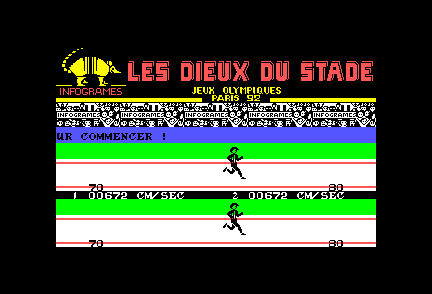 LES DIEUX DU STADE
INFOGRAMES
JEUX OLYMPIQUES
PARIS 92
INFOGRAMES INFOGRAMES INFOGRAMES INFOGRAMES INFOGRAMES
UR COMMENCER !
70 80
1 00672 CM/SEC 2 00672 CM/SEC
70 80